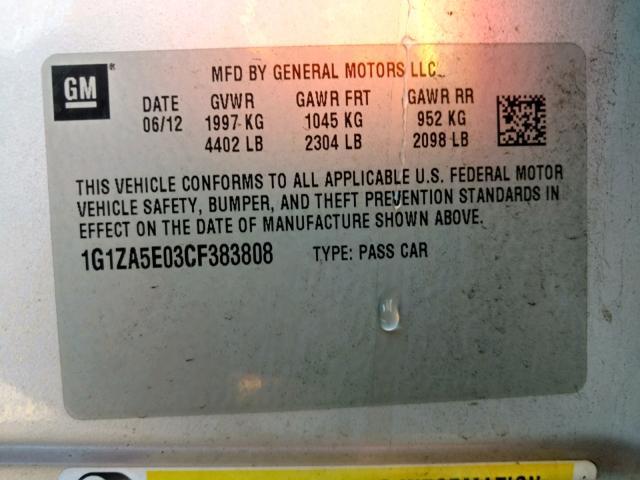 GM
MFD BY GENERAL MOTORS LLC
DATE GVWR GAWR FRT GAWR RR
06/12 1997 KG 1045 KG 952 KG
4402 LB 2304 LB 2098 LB
THIS VEHICLE CONFORMS TO ALL APPLICABLE U.S. FEDERAL MOTOR
VEHICLE SAFETY, BUMPER, AND THEFT PREVENTION STANDARDS IN
EFFECT ON THE DATE OF MANUFACTURE SHOWN ABOVE.
1G1ZA5E03CF383808 TYPE: PASS CAR
INFORMATION